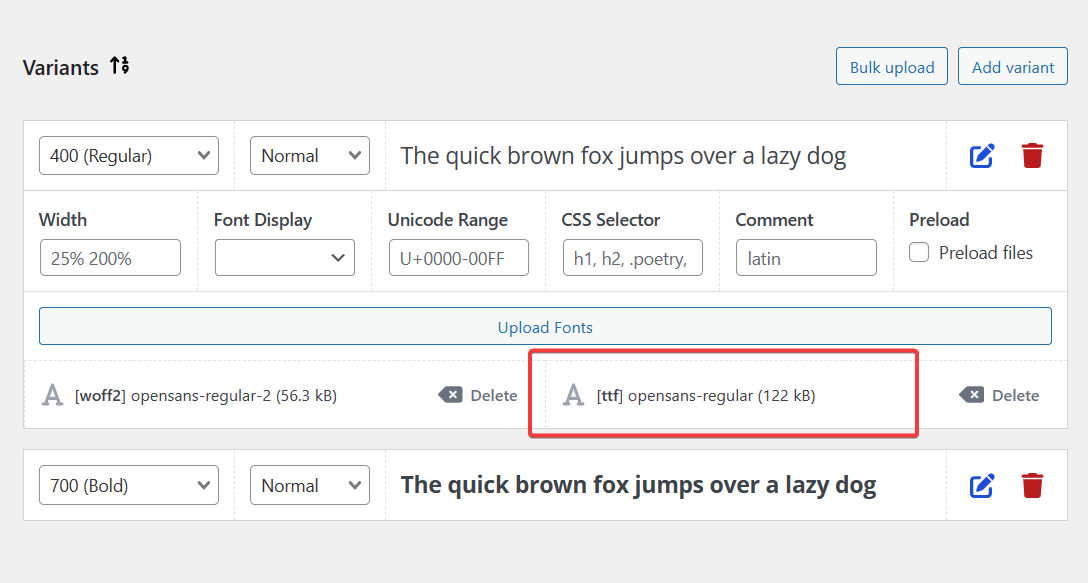 Variants
Bulk upload
Add variant
400 (Regular)
Normal
The quick brown fox jumps over a lazy dog
Width
Font Display
Unicode Range
CSS Selector
Comment
Preload
25% 200%
U+0000-00FF
h1, h2, .poetry,
latin
Preload files
Upload Fonts
[woff2] opensans-regular-2 (56.3 kB)
Delete
[ttf] opensans-regular (122 kB)
Delete
700 (Bold)
Normal
The quick brown fox jumps over a lazy dog